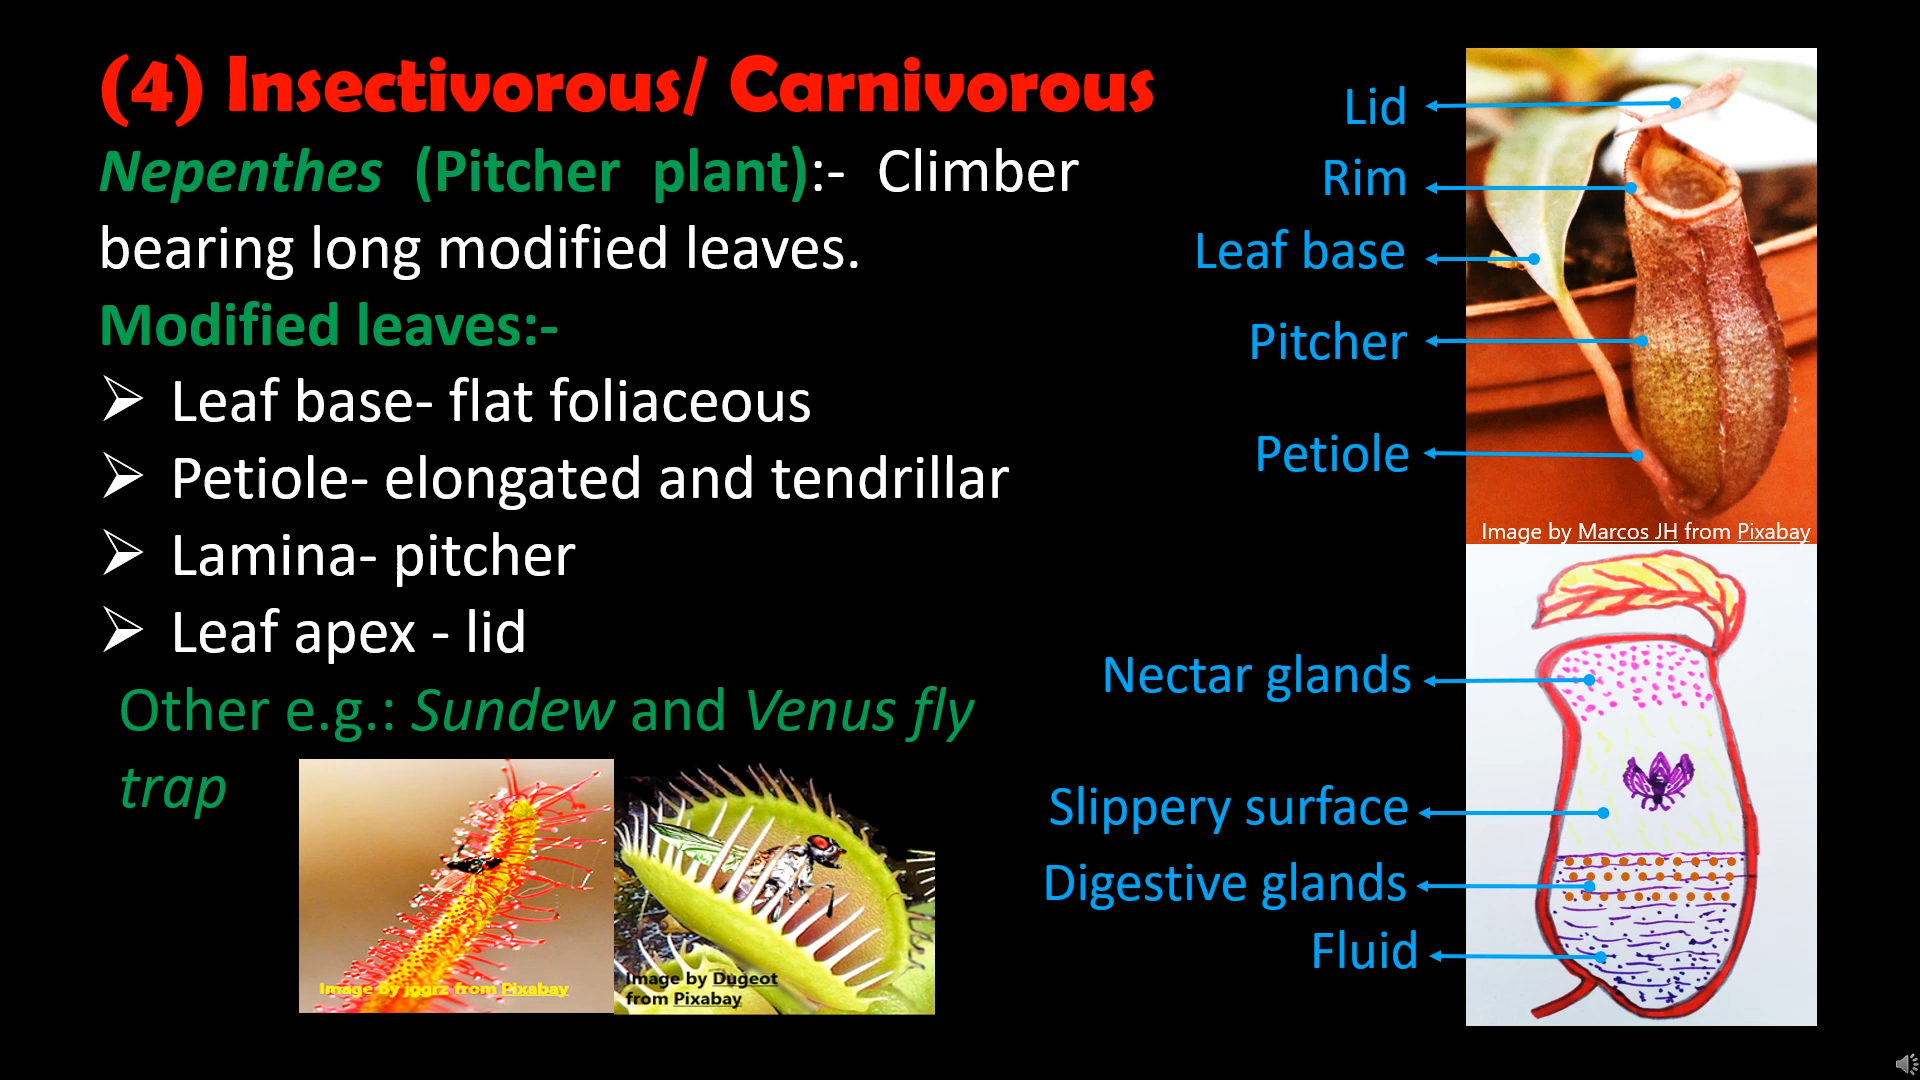 (4) Insectivorous/ Carnivorous
Nepenthes (Pitcher plant):- Climber
bearing long modified leaves.
Modified leaves:-
➢ Leaf base- flat foliaceous
➢ Petiole- elongated and tendrillar
➢ Lamina- pitcher
➢ Leaf apex - lid
Other e.g.: Sundew and Venus fly
trap
Image by jggrz from Pixabay
Image by Dugeot
from Pixabay
Lid
Rim
Leaf base
Pitcher
Petiole
Image by Marcos JH from Pixabay
Nectar glands
Slippery surface
Digestive glands
Fluid